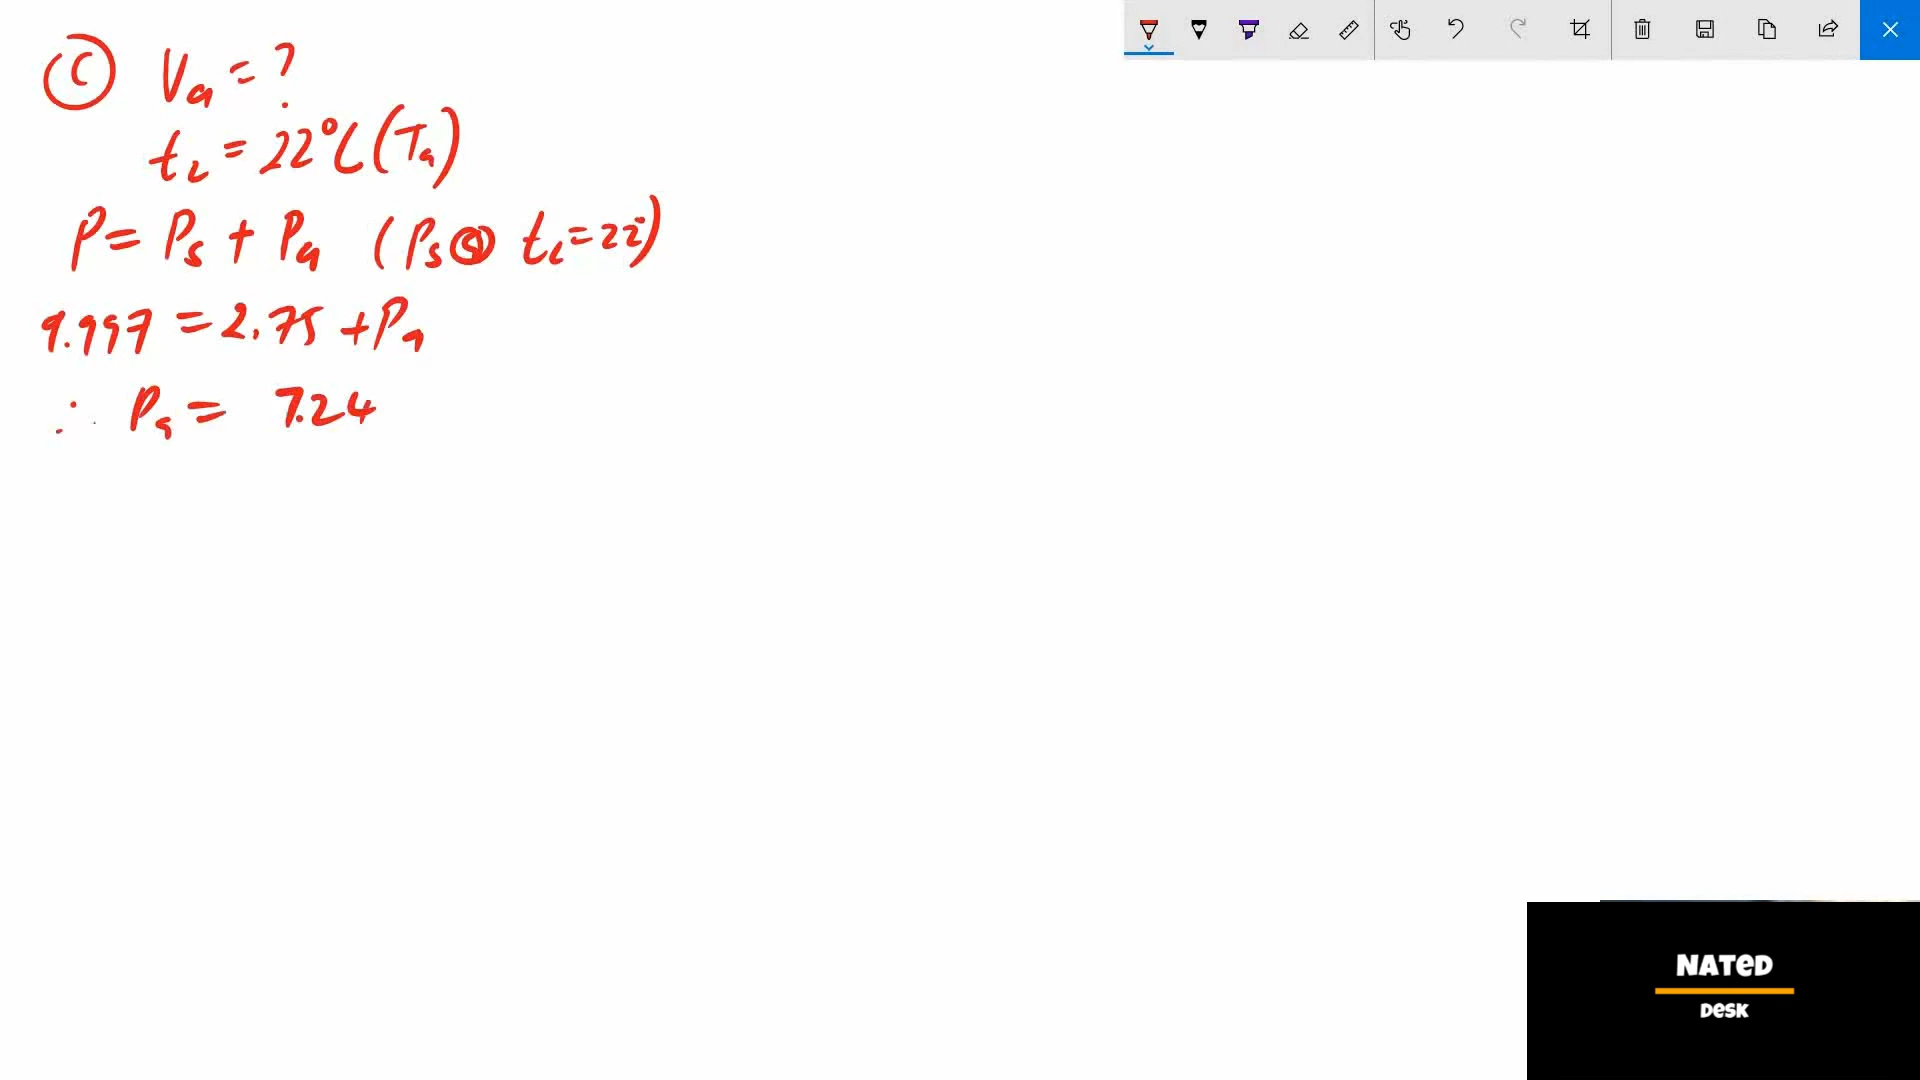 (C) Va = ?
tc = 22°C (Ta)
P = Ps + Pa (Ps @ tc = 22°)
9.997 = 2.75 + Pa
∴ Pa = 7.24
NATED
DESK